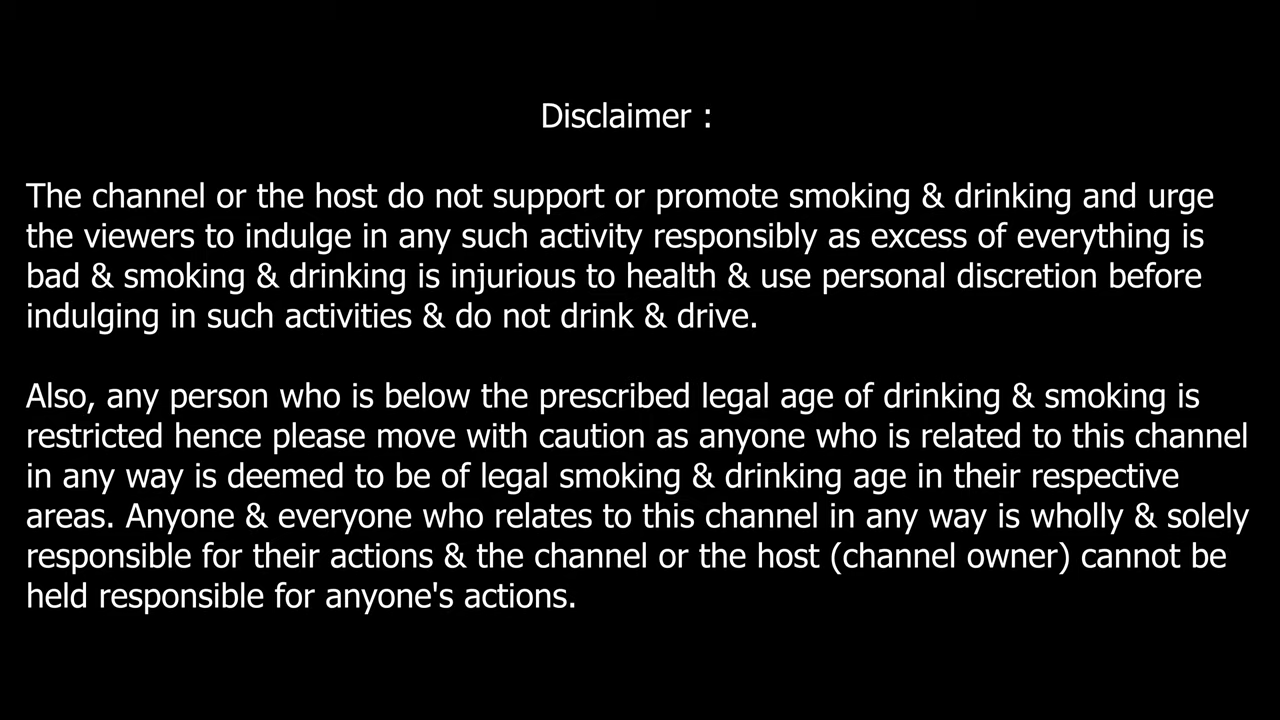 Disclaimer :
The channel or the host do not support or promote smoking & drinking and urge
the viewers to indulge in any such activity responsibly as excess of everything is
bad & smoking & drinking is injurious to health & use personal discretion before
indulging in such activities & do not drink & drive.
Also, any person who is below the prescribed legal age of drinking & smoking is
restricted hence please move with caution as anyone who is related to this channel
in any way is deemed to be of legal smoking & drinking age in their respective
areas. Anyone & everyone who relates to this channel in any way is wholly & solely
responsible for their actions & the channel or the host (channel owner) cannot be
held responsible for anyone's actions.